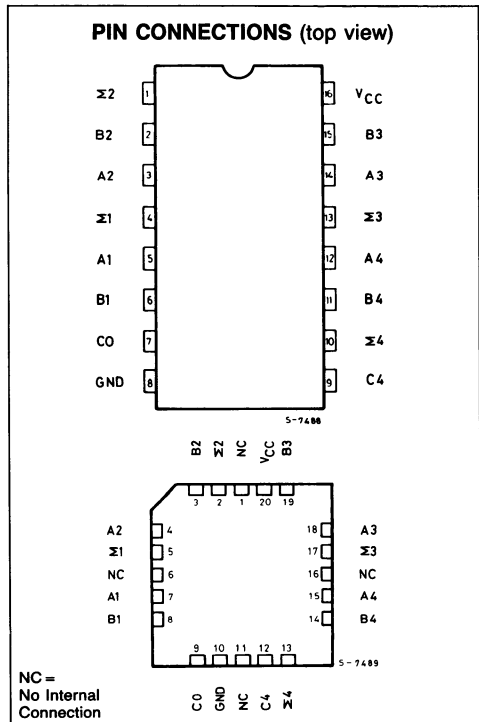 PIN CONNECTIONS (top view)
Σ2 1 16 VCC
B2 2 15 B3
A2 3 14 A3
Σ1 4 13 Σ3
A1 5 12 A4
B1 6 11 B4
C0 7 10 Σ4
GND 8 9 C4
S-7488
B2 Σ2 NC VCC B3
3 2 1 20 19
A2 4 18 A3
Σ1 5 17 Σ3
NC 6 16 NC
A1 7 15 A4
B1 8 14 B4
9 10 11 12 13
S-7489
C0 GND NC C4 Σ4
NC =
No Internal
Connection